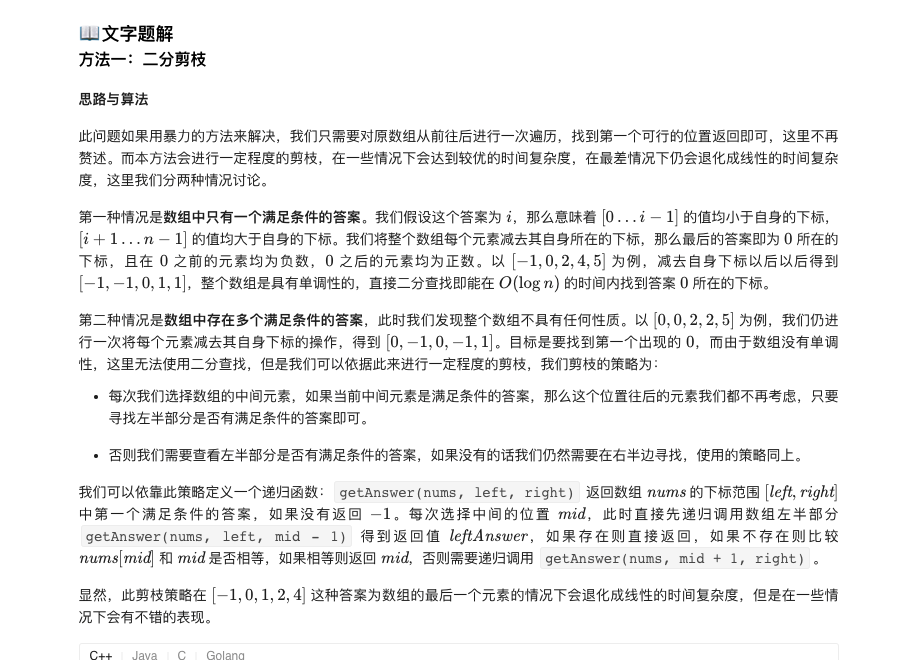 📖文字题解
方法一：二分剪枝
思路与算法
此问题如果用暴力的方法来解决，我们只需要对原数组从前往后进行一次遍历，找到第一个可行的位置返回即可，这里不再
赘述。而本方法会进行一定程度的剪枝，在一些情况下会达到较优的时间复杂度，在最差情况下仍会退化成线性的时间复杂
度，这里我们分两种情况讨论。
第一种情况是数组中只有一个满足条件的答案。我们假设这个答案为 i，那么意味着 [0…i − 1] 的值均小于自身的下标，
[i + 1…n − 1] 的值均大于自身的下标。我们将整个数组每个元素减去其自身所在的下标，那么最后的答案即为 0 所在的
下标，且在 0 之前的元素均为负数，0 之后的元素均为正数。以 [−1, 0, 2, 4, 5] 为例，减去自身下标以后以后得到
[−1, −1, 0, 1, 1]，整个数组是具有单调性的，直接二分查找即能在 O(log n) 的时间内找到答案 0 所在的下标。
第二种情况是数组中存在多个满足条件的答案，此时我们发现整个数组不具有任何性质。以 [0, 0, 2, 2, 5] 为例，我们仍进
行一次将每个元素减去其自身下标的操作，得到 [0, −1, 0, −1, 1]。目标是要找到第一个出现的 0，而由于数组没有单调
性，这里无法使用二分查找，但是我们可以依据此来进行一定程度的剪枝，我们剪枝的策略为：
• 每次我们选择数组的中间元素，如果当前中间元素是满足条件的答案，那么这个位置往后的元素我们都不再考虑，只要
寻找左半部分是否有满足条件的答案即可。
• 否则我们需要查看左半部分是否有满足条件的答案，如果没有的话我们仍然需要在右半边寻找，使用的策略同上。
我们可以依靠此策略定义一个递归函数： getAnswer(nums, left, right) 返回数组 nums 的下标范围 [left, right]
中第一个满足条件的答案，如果没有返回 −1。每次选择中间的位置 mid，此时直接先递归调用数组左半部分
getAnswer(nums, left, mid - 1) 得到返回值 leftAnswer，如果存在则直接返回，如果不存在则比较
nums[mid] 和 mid 是否相等，如果相等则返回 mid，否则需要递归调用 getAnswer(nums, mid + 1, right) 。
显然，此剪枝策略在 [−1, 0, 1, 2, 4] 这种答案为数组的最后一个元素的情况下会退化成线性的时间复杂度，但是在一些情
况下会有不错的表现。
C++ Java C Golang